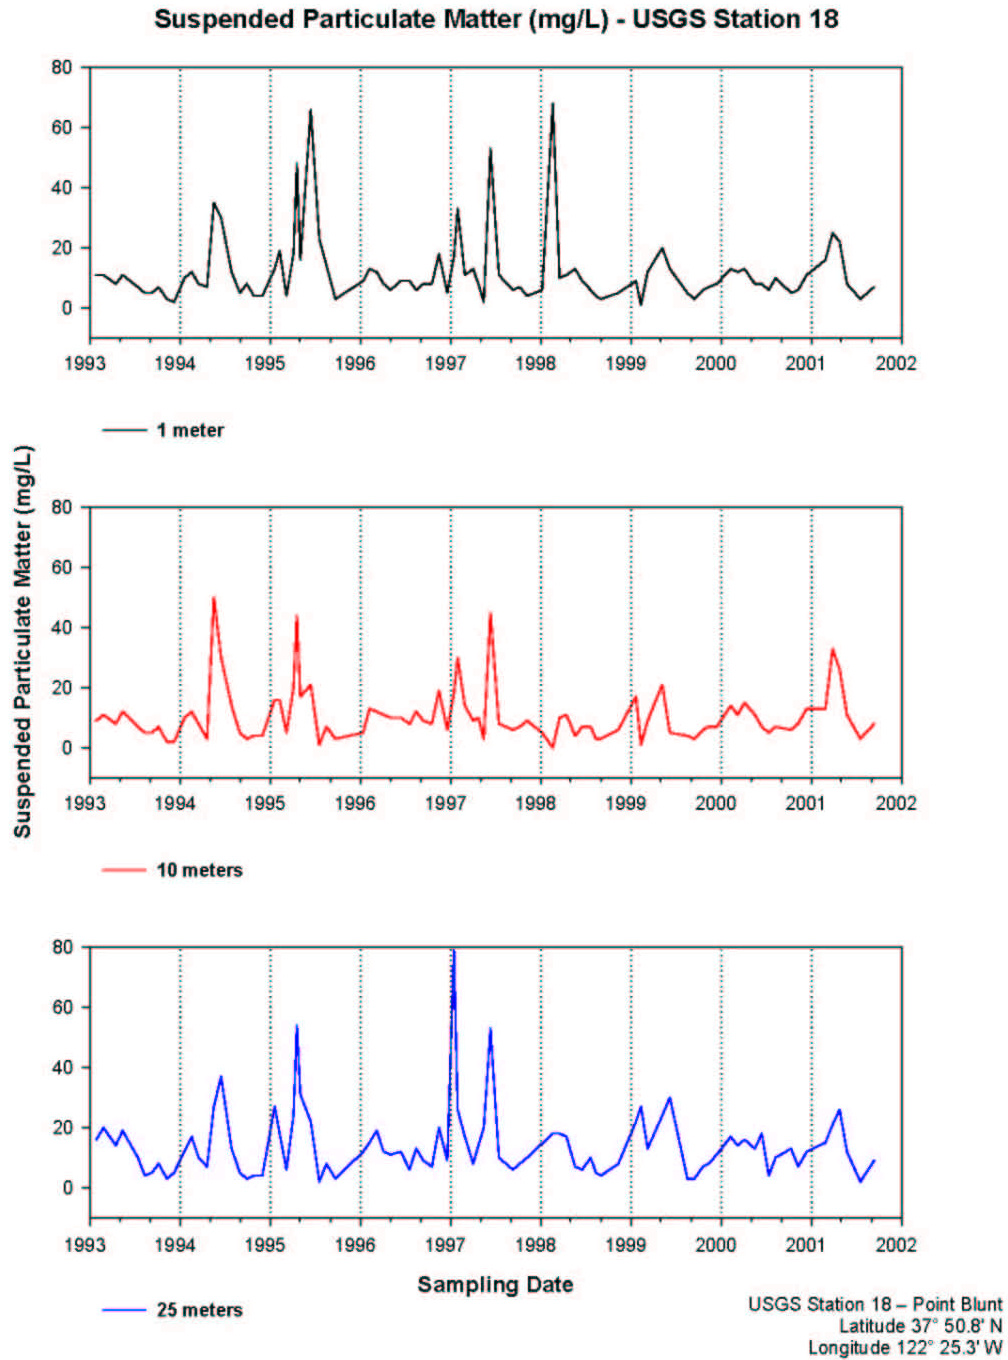 Suspended Particulate Matter (mg/L) - USGS Station 18
80
60
40
20
0
1993 1994 1995 1996 1997 1998 1999 2000 2001 2002
1 meter
Suspended Particulate Matter (mg/L)
80
60
40
20
0
1993 1994 1995 1996 1997 1998 1999 2000 2001 2002
10 meters
80
60
40
20
0
1993 1994 1995 1996 1997 1998 1999 2000 2001 2002
Sampling Date
25 meters
USGS Station 18 – Point Blunt
Latitude 37° 50.8' N
Longitude 122° 25.3' W